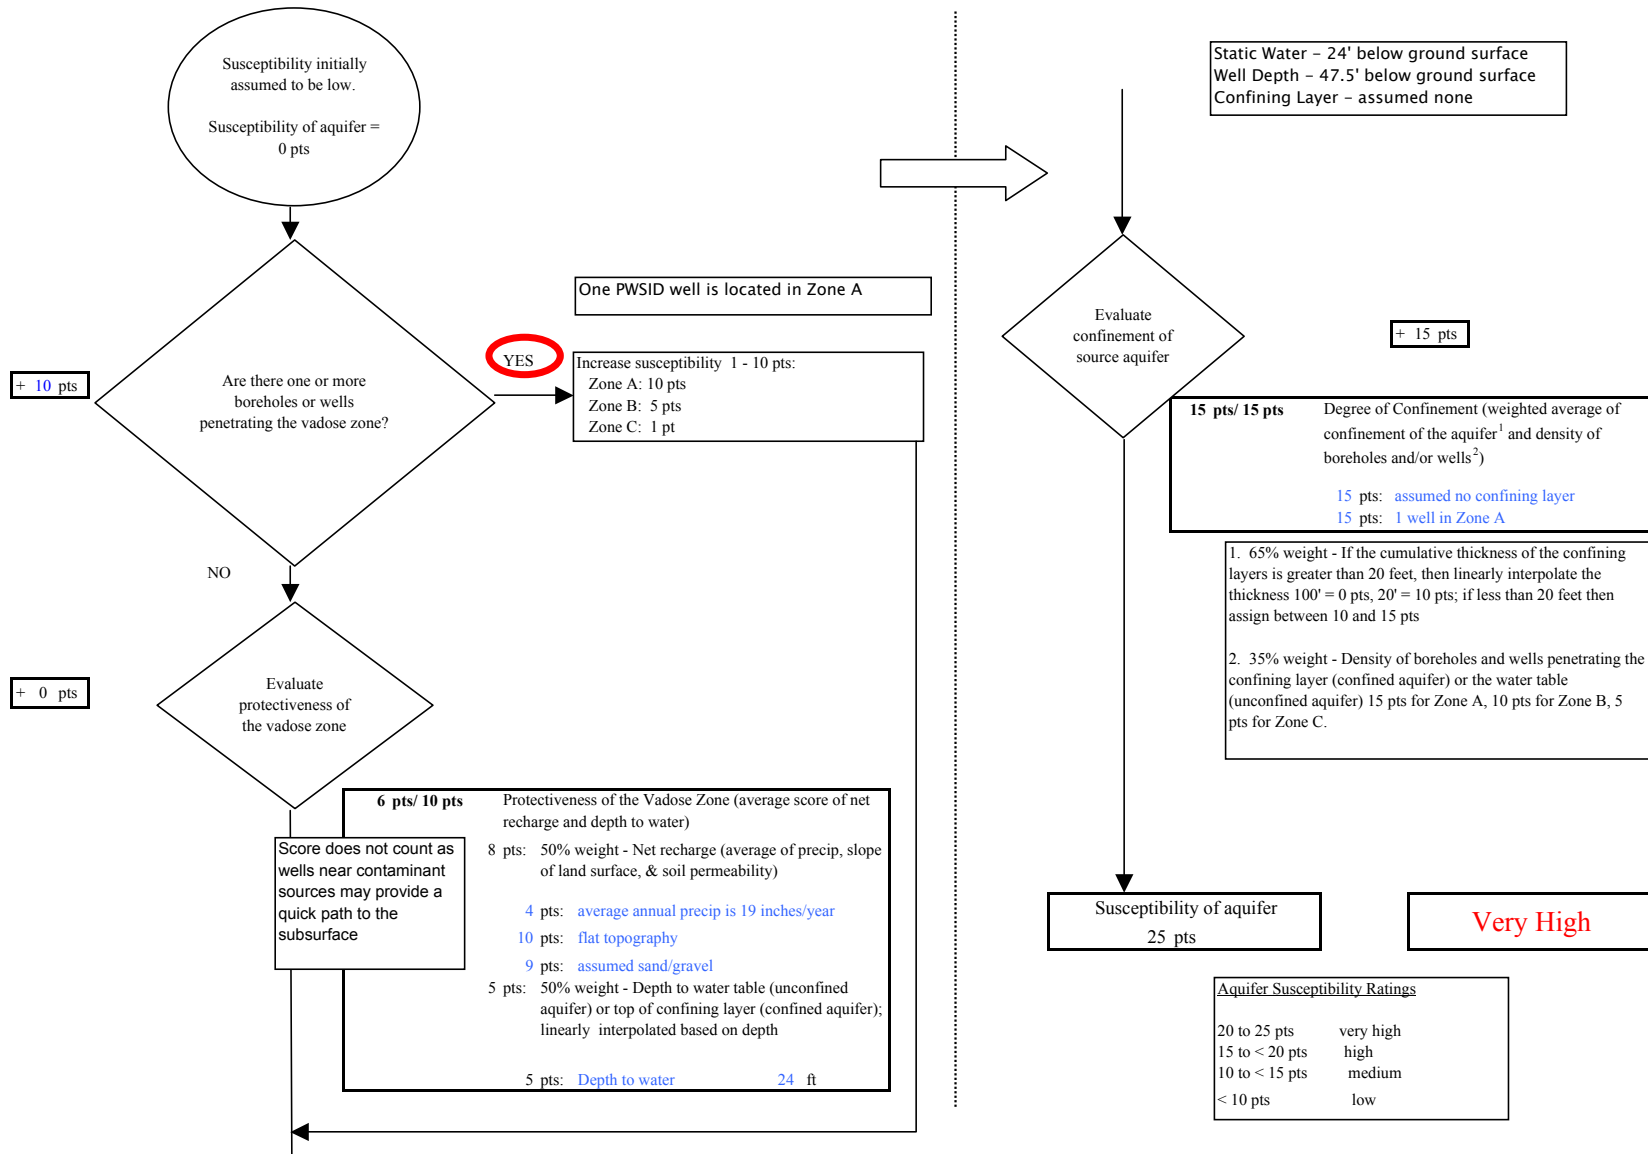 Susceptibility initially
assumed to be low.
Susceptibility of aquifer =
0 pts
Are there one or more
boreholes or wells
penetrating the vadose zone?
+ 10 pts
YES
One PWSID well is located in Zone A
Increase susceptibility 1 - 10 pts:
Zone A: 10 pts
Zone B: 5 pts
Zone C: 1 pt
NO
Evaluate
protectiveness of
the vadose zone
+ 0 pts
6 pts/ 10 pts Protectiveness of the Vadose Zone (average score of net
recharge and depth to water)
8 pts: 50% weight - Net recharge (average of precip, slope
of land surface, & soil permeability)
4 pts: average annual precip is 19 inches/year
10 pts: flat topography
9 pts: assumed sand/gravel
5 pts: 50% weight - Depth to water table (unconfined
aquifer) or top of confining layer (confined aquifer);
linearly interpolated based on depth
5 pts: Depth to water 24 ft
Score does not count as
wells near contaminant
sources may provide a
quick path to the
subsurface
Static Water - 24' below ground surface
Well Depth - 47.5' below ground surface
Confining Layer - assumed none
Evaluate
confinement of
source aquifer
+ 15 pts
15 pts/ 15 pts Degree of Confinement (weighted average of
confinement of the aquifer1 and density of
boreholes and/or wells2)
15 pts: assumed no confining layer
15 pts: 1 well in Zone A
1. 65% weight - If the cumulative thickness of the confining
layers is greater than 20 feet, then linearly interpolate the
thickness 100' = 0 pts, 20' = 10 pts; if less than 20 feet then
assign between 10 and 15 pts
2. 35% weight - Density of boreholes and wells penetrating the
confining layer (confined aquifer) or the water table
(unconfined aquifer) 15 pts for Zone A, 10 pts for Zone B, 5
pts for Zone C.
Susceptibility of aquifer
25 pts
Very High
Aquifer Susceptibility Ratings
20 to 25 pts very high
15 to < 20 pts high
10 to < 15 pts medium
< 10 pts low